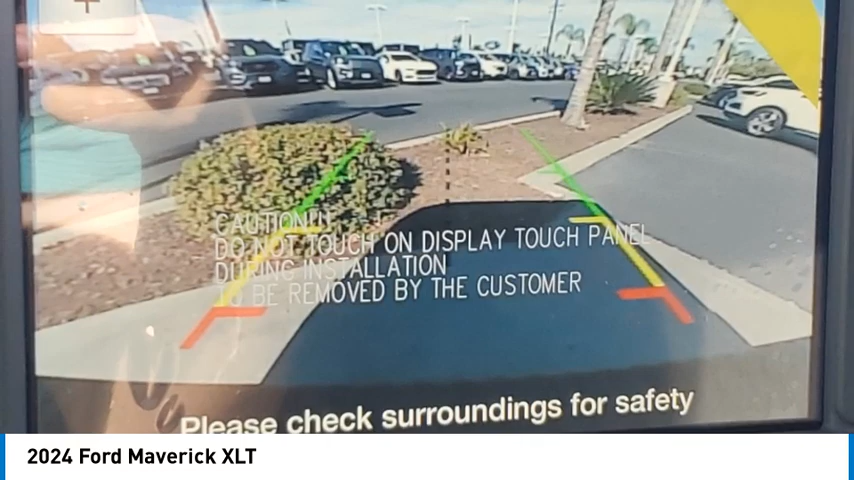 CAUTION!!!
DO NOT TOUCH ON DISPLAY TOUCH PANEL
DURING INSTALLATION
TO BE REMOVED BY THE CUSTOMER
Please check surroundings for safety
2024 Ford Maverick XLT